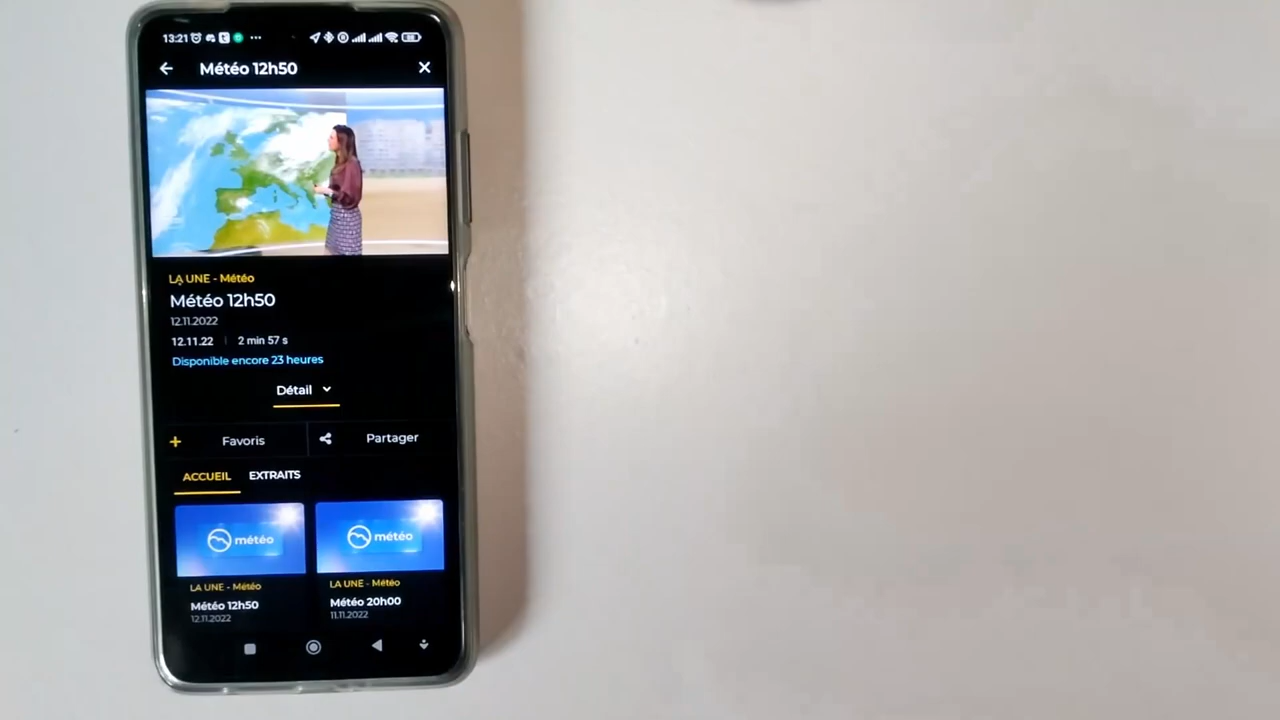 13:21
Météo 12h50
LA UNE - Météo
Météo 12h50
12.11.2022
12.11.22 | 2 min 57 s
Disponible encore 23 heures
Détail
Favoris
Partager
ACCUEIL EXTRAITS
météo
météo
LA UNE - Météo
Météo 12h50
12.11.2022
LA UNE - Météo
Météo 20h00
11.11.2022